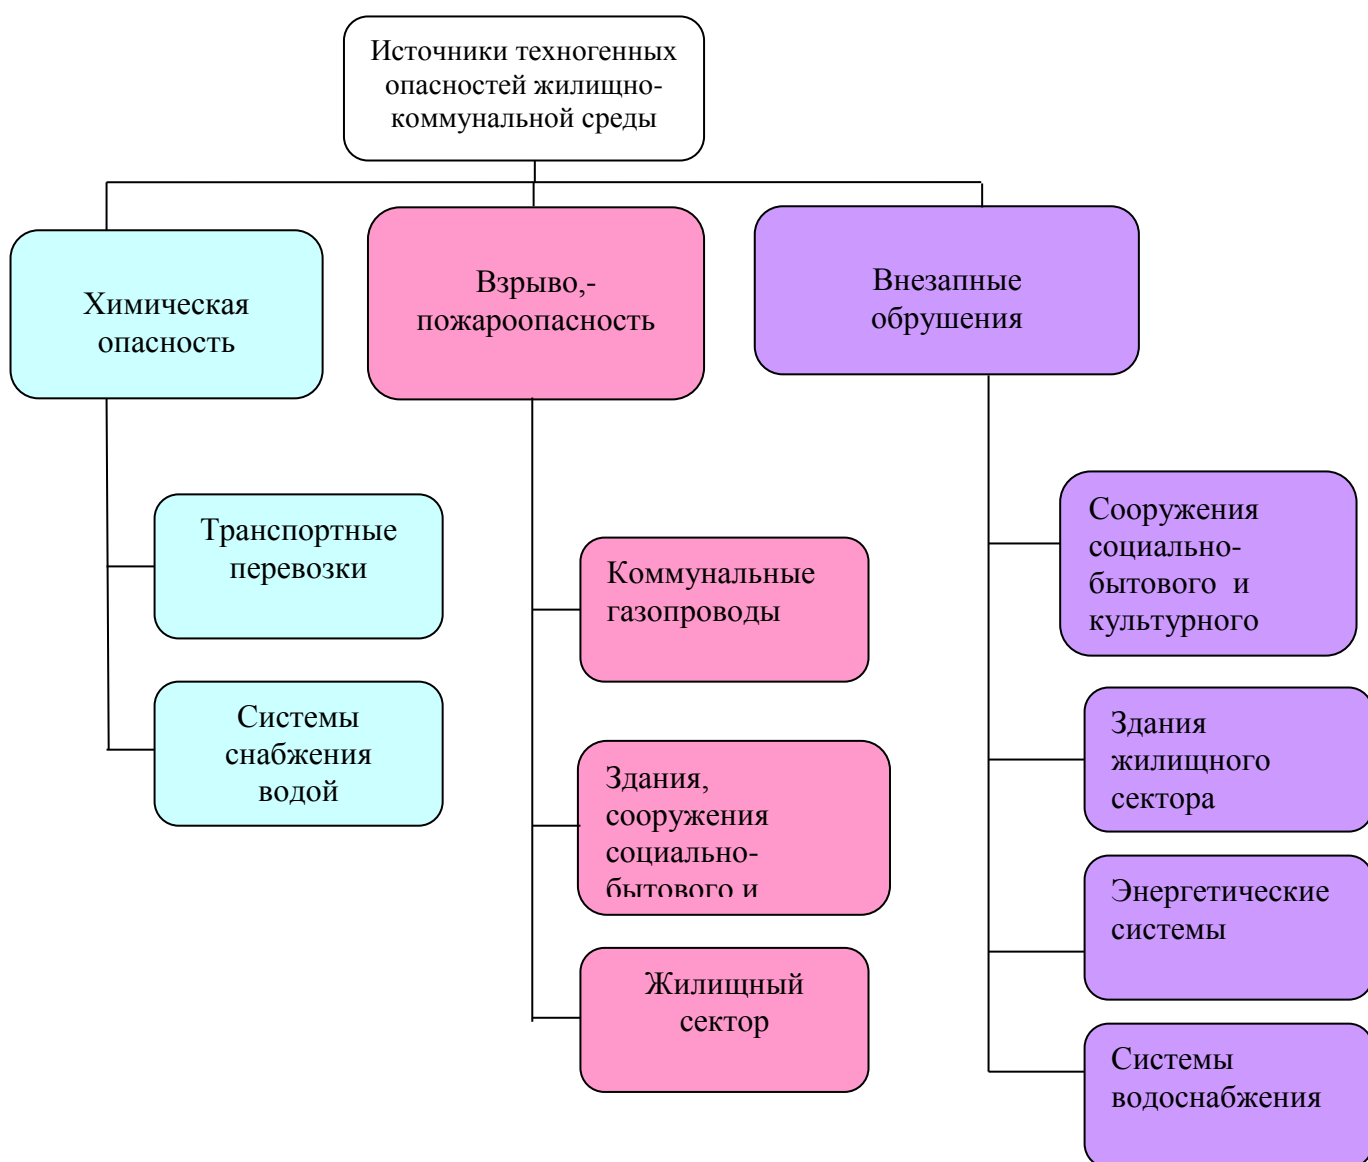 Источники техногенных
опасностей жилищно-
коммунальной среды
Химическая
опасность
Взрыво,-
пожароопасность
Внезапные
обрушения
Транспортные
перевозки
Системы
снабжения
водой
Коммунальные
газопроводы
Здания,
сооружения
социально-
бытового и
Жилищный
сектор
Сооружения
социально-
бытового и
культурного
Здания
жилищного
сектора
Энергетические
системы
Системы
водоснабжения